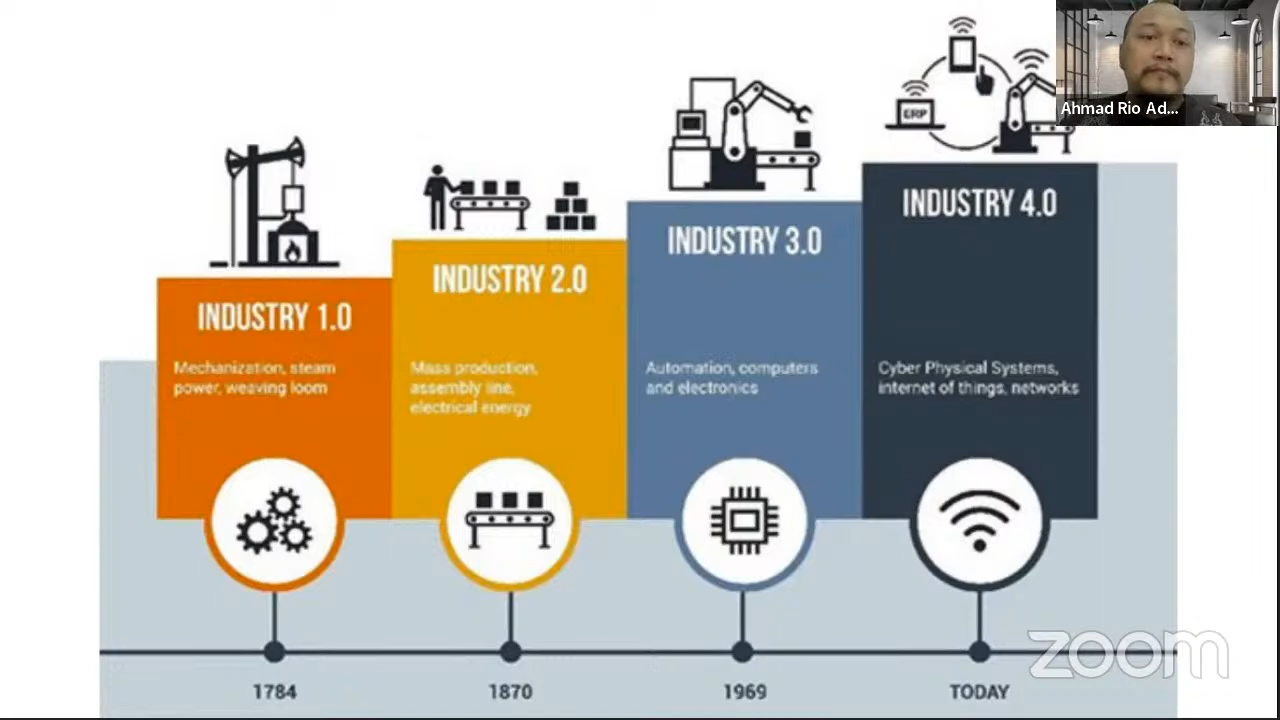 Ahmad Rio Ad...
ERP
INDUSTRY 1.0
Mechanization, steam
power, weaving loom
INDUSTRY 2.0
Mass production,
assembly line,
electrical energy
INDUSTRY 3.0
Automation, computers
and electronics
INDUSTRY 4.0
Cyber Physical Systems,
internet of things, networks
1784
1870
1969
TODAY
zoom